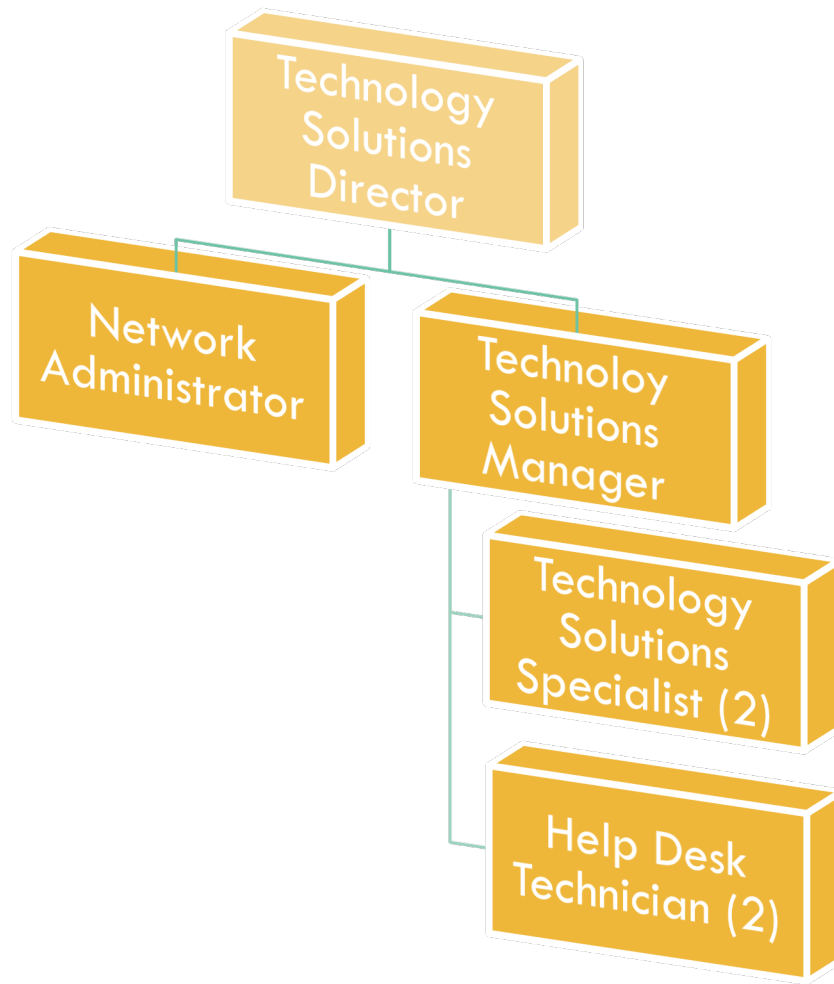 Technology
Solutions
Director
Network
Administrator
Technoloy
Solutions
Manager
Technology
Solutions
Specialist (2)
Help Desk
Technician (2)